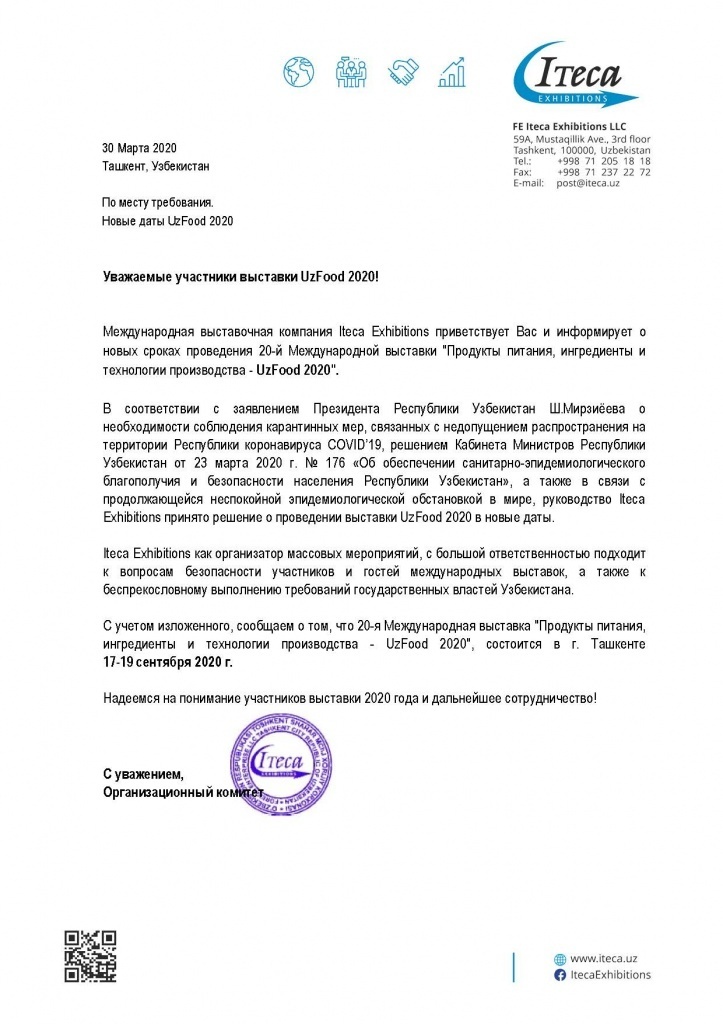 ITECA
EXHIBITIONS
FE Iteca Exhibitions LLC
59A, Mustaqillik Ave., 3rd floor
Tashkent, 100000, Uzbekistan
Tel.: +998 71 205 18 18
Fax: +998 71 237 22 72
E-mail: post@iteca.uz
30 Марта 2020
Ташкент, Узбекистан
По месту требования.
Новые даты UzFood 2020
Уважаемые участники выставки UzFood 2020!
Международная выставочная компания Iteca Exhibitions приветствует Вас и информирует о
новых сроках проведения 20-й Международной выставки "Продукты питания, ингредиенты и
технологии производства - UzFood 2020".
В соответствии с заявлением Президента Республики Узбекистан Ш.Мирзиёева о
необходимости соблюдения карантинных мер, связанных с недопущением распространения на
территории Республики коронавируса COVID'19, решением Кабинета Министров Республики
Узбекистан от 23 марта 2020 г. № 176 «Об обеспечении санитарно-эпидемиологического
благополучия и безопасности населения Республики Узбекистан», а также в связи с
продолжающейся неспокойной эпидемиологической обстановкой в мире, руководство Iteca
Exhibitions принято решение о проведении выставки UzFood 2020 в новые даты.
Iteca Exhibitions как организатор массовых мероприятий, с большой ответственностью подходит
к вопросам безопасности участников и гостей международных выставок, а также к
беспрекословному выполнению требований государственных властей Узбекистана.
С учетом изложенного, сообщаем о том, что 20-я Международная выставка "Продукты питания,
ингредиенты и технологии производства - UzFood 2020", состоится в г. Ташкенте
17-19 сентября 2020 г.
Надеемся на понимание участников выставки 2020 года и дальнейшее сотрудничество!
ITECA
EXHIBITIONS
С уважением,
Организационный комитет
www.iteca.uz
ItecaExhibitions